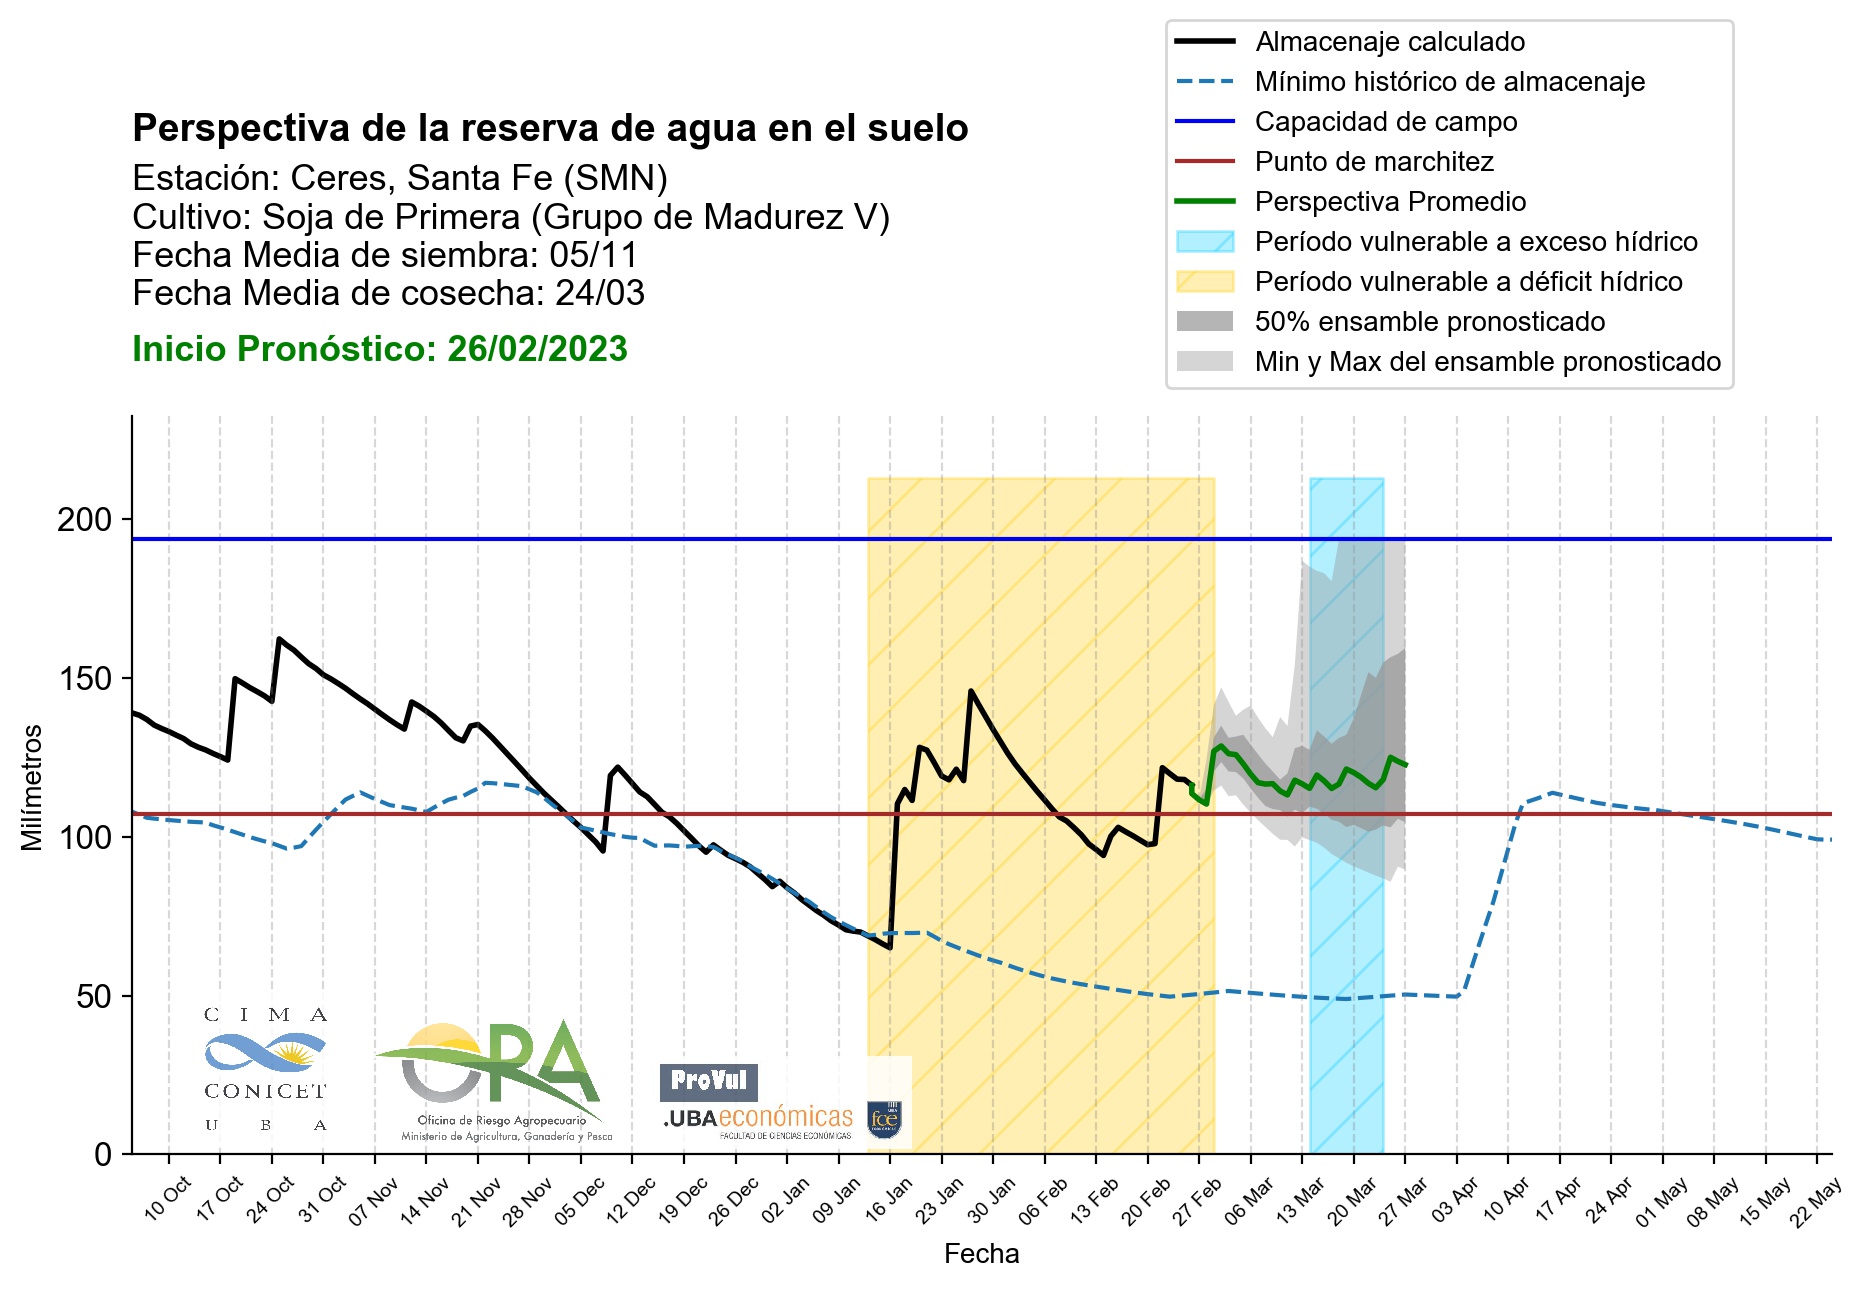 Almacenaje calculado
Mínimo histórico de almacenaje
Capacidad de campo
Punto de marchitez
Perspectiva Promedio
Período vulnerable a exceso hídrico
Período vulnerable a déficit hídrico
50% ensamble pronosticado
Min y Max del ensamble pronosticado
Perspectiva de la reserva de agua en el suelo
Estación: Ceres, Santa Fe (SMN)
Cultivo: Soja de Primera (Grupo de Madurez V)
Fecha Media de siembra: 05/11
Fecha Media de cosecha: 24/03
Inicio Pronóstico: 26/02/2023
Milímetros
200
150
100
50
0
CIMA
CONICET
UBA
ORA
Oficina de Riesgo Agropecuario
Ministerio de Agricultura, Ganadería y Pesca
ProVul
.UBAeconómicas
FACULTAD DE CIENCIAS ECONÓMICAS
UBA
fce
ECONÓMICAS
10 Oct
17 Oct
24 Oct
31 Oct
07 Nov
14 Nov
21 Nov
28 Nov
05 Dec
12 Dec
19 Dec
26 Dec
02 Jan
09 Jan
16 Jan
23 Jan
30 Jan
06 Feb
13 Feb
20 Feb
27 Feb
06 Mar
13 Mar
20 Mar
27 Mar
03 Apr
10 Apr
17 Apr
24 Apr
01 May
08 May
15 May
22 May
Fecha